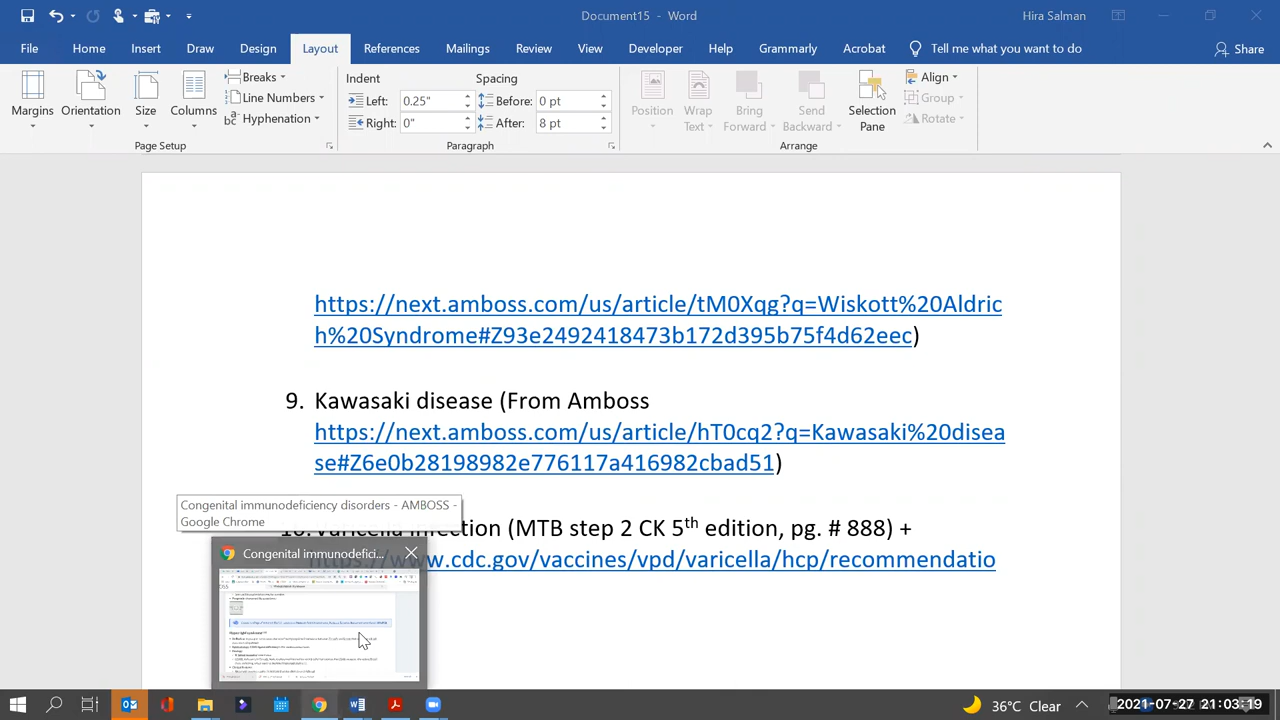 Document15 - Word
Hira Salman
File Home Insert Draw Design Layout References Mailings Review View Developer Help Grammarly Acrobat Tell me what you want to do Share
Margins
Orientation
Size
Columns
Breaks
Line Numbers
Hyphenation
Page Setup
Indent
Left: 0.25"
Right: 0"
Spacing
Before: 0 pt
After: 8 pt
Paragraph
Position
Wrap
Text
Bring
Forward
Send
Backward
Selection
Pane
Align
Group
Rotate
Arrange
https://next.amboss.com/us/article/tM0Xqg?q=Wiskott%20Aldric
h%20Syndrome#Z93e2492418473b172d395b75f4d62eec)
9. Kawasaki disease (From Amboss
https://next.amboss.com/us/article/hT0cq2?q=Kawasaki%20disea
se#Z6e0b28198982e776117a416982cbad51)
Congenital immunodeficiency disorders - AMBOSS -
Google Chrome
10. Varicella infection (MTB step 2 CK 5th edition, pg. # 888) +
www.cdc.gov/vaccines/vpd/varicella/hcp/recommendatio
Congenital immunodefici...
36°C Clear
2021-07-27 21:03:19